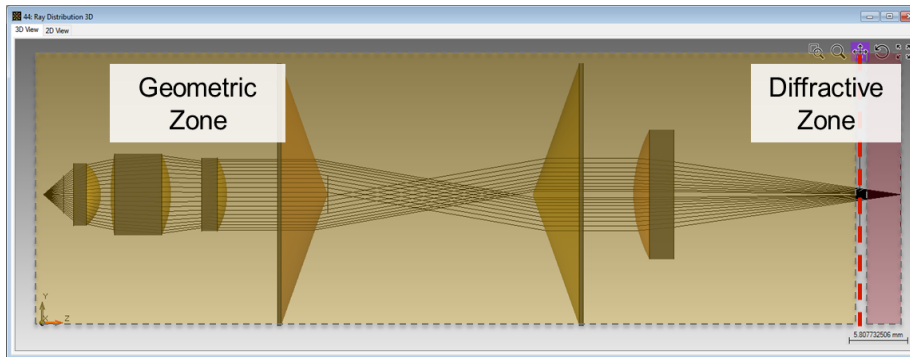 44: Ray Distribution 3D
3D View 2D View
Geometric
Zone
Diffractive
Zone
Y
X Z
5.807732506 mm